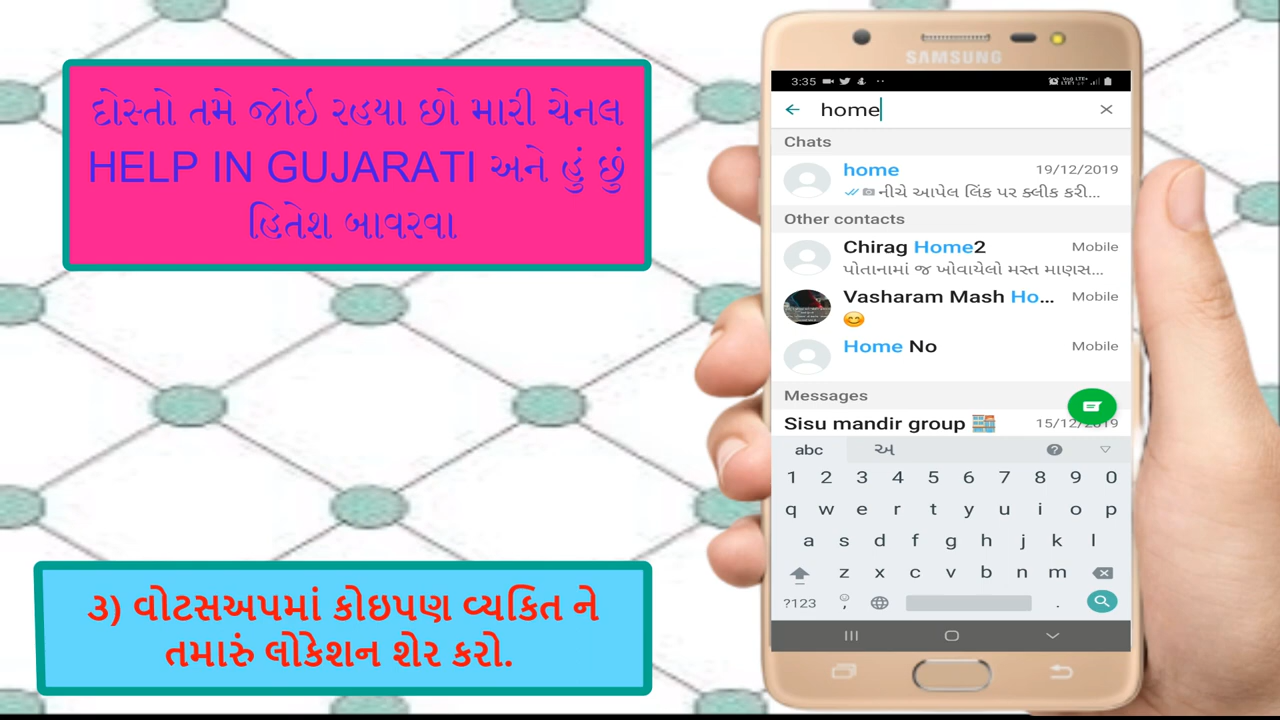 દોસ્તો તમે જોઇ રહયા છો મારી ચેનલ
HELP IN GUJARATI અને હું છું
હિતેશ બાવરવા
૩) વોટસઅપમાં કોઇપણ વ્યકિત ને
તમારું લોકેશન શેર કરો.
SAMSUNG
3:35
home
Chats
home 19/12/2019
નીચે આપેલ લિંક પર ક્લીક કરી...
Other contacts
Chirag Home2 Mobile
પોતાનામાં જ ખોવાયેલો મસ્ત માણસ...
Vasharam Mash Ho... Mobile
😊
Home No Mobile
Messages
Sisu mandir group 🏪 15/12/2019
abc અ
1 2 3 4 5 6 7 8 9 0
q w e r t y u i o p
a s d f g h j k l
z x c v b n m
?123 , .